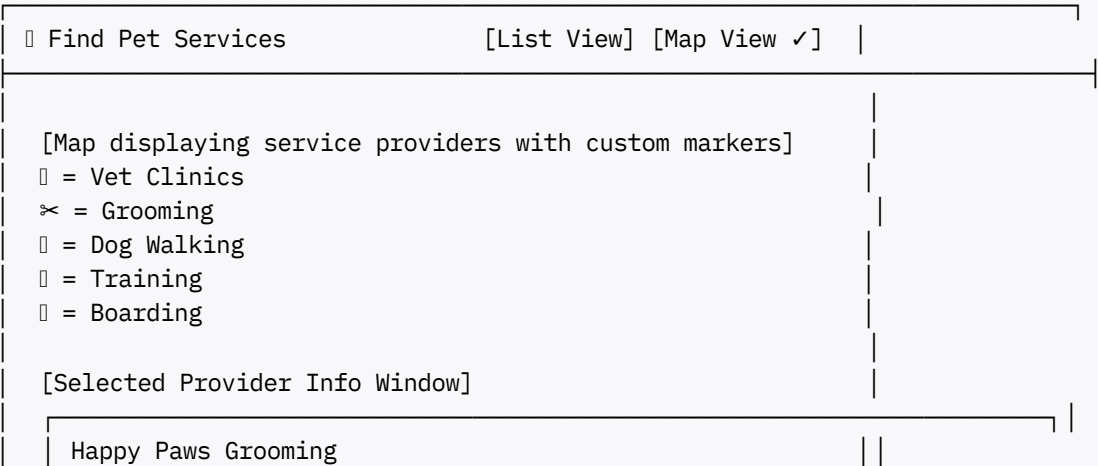 Find Pet Services [List View] [Map View ✓]
[Map displaying service providers with custom markers]
= Vet Clinics
✂ = Grooming
= Dog Walking
= Training
= Boarding
[Selected Provider Info Window]
Happy Paws Grooming